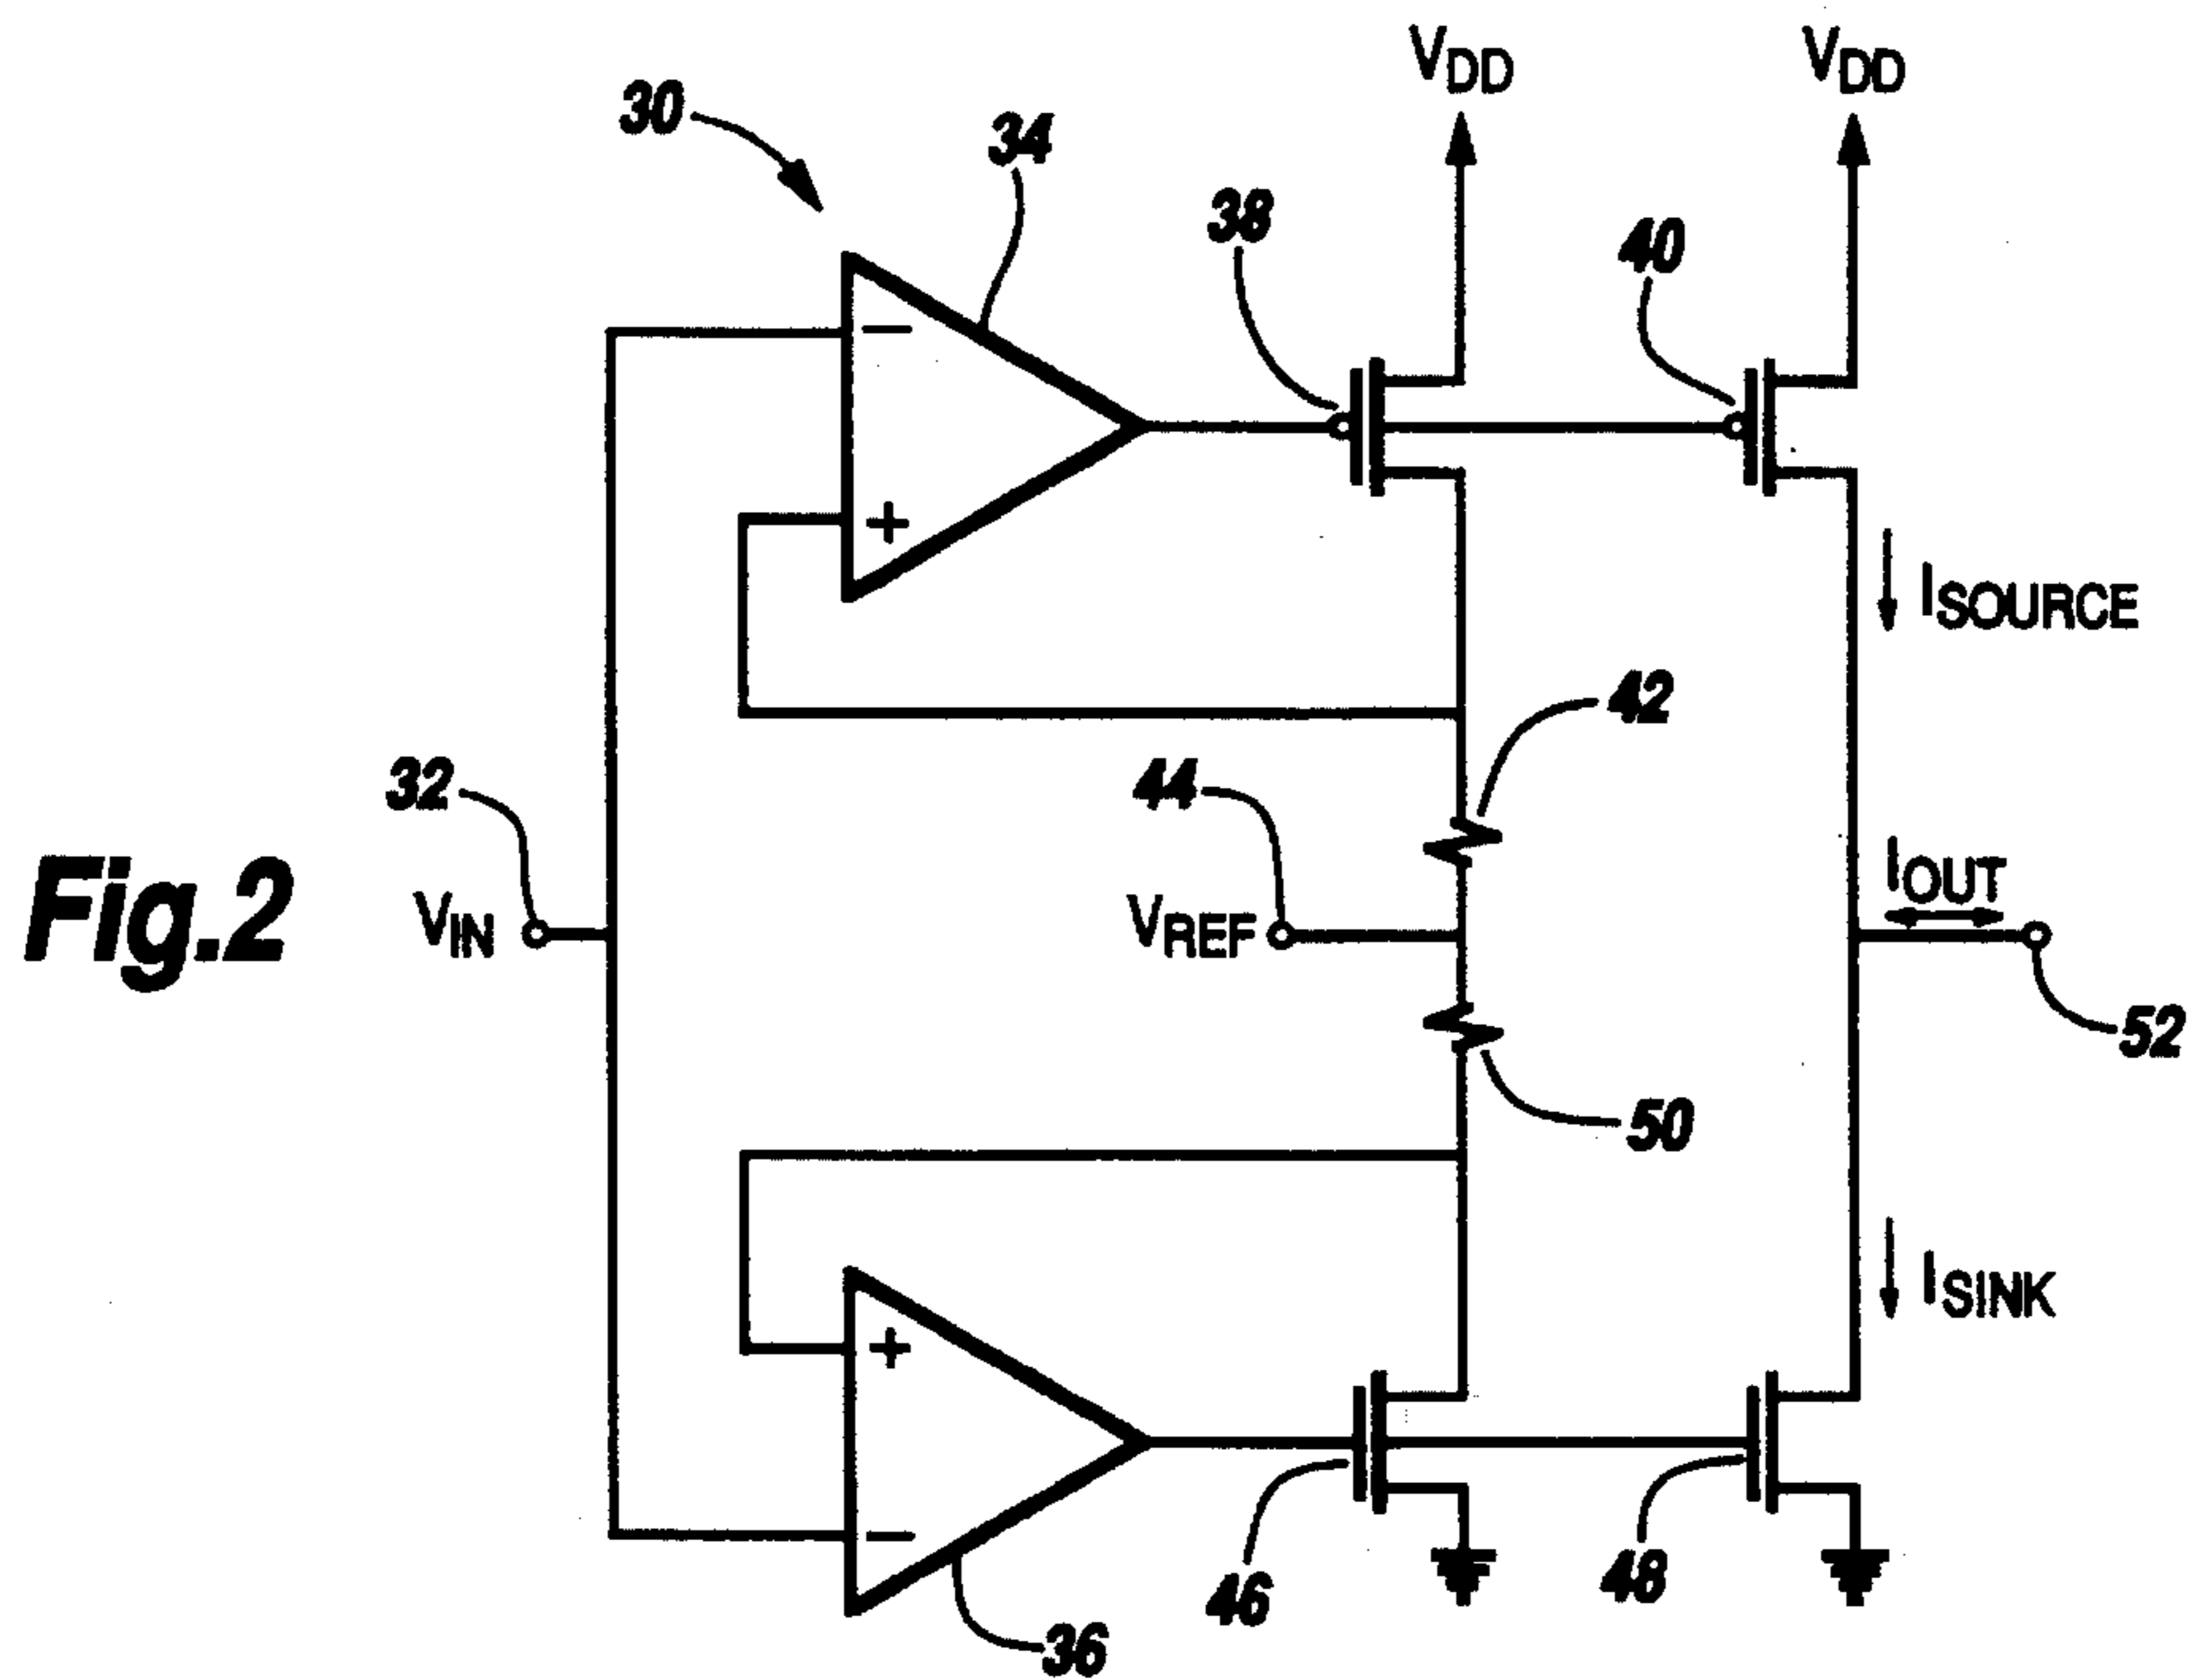 VDD
VDD
30
34
38
40
ISOURCE
42
32
44
Fig.2
VIN
VREF
IOUT
52
50
ISINK
46
48
36
−
+
+
−